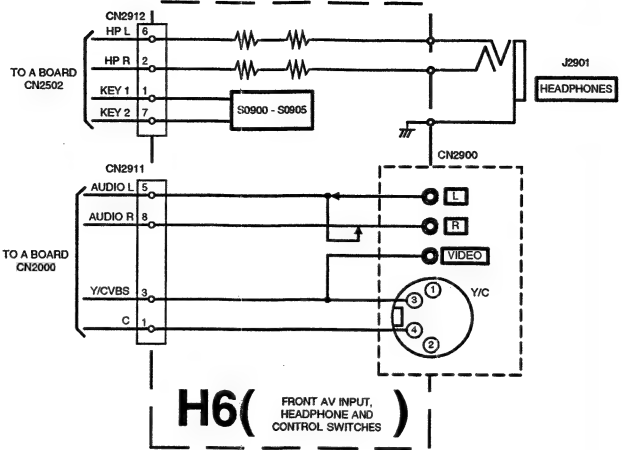 CN2912
HP L 6
HP R 2
KEY 1 1
KEY 2 7
TO A BOARD
CN2502
S0900 - S0905
J2901
HEADPHONES
CN2911
CN2900
AUDIO L 5
AUDIO R 8
L
R
VIDEO
TO A BOARD
CN2000
Y/CVBS 3
C 1
Y/C
1
3
4
2
H6( FRONT AV INPUT,
HEADPHONE AND
CONTROL SWITCHES )